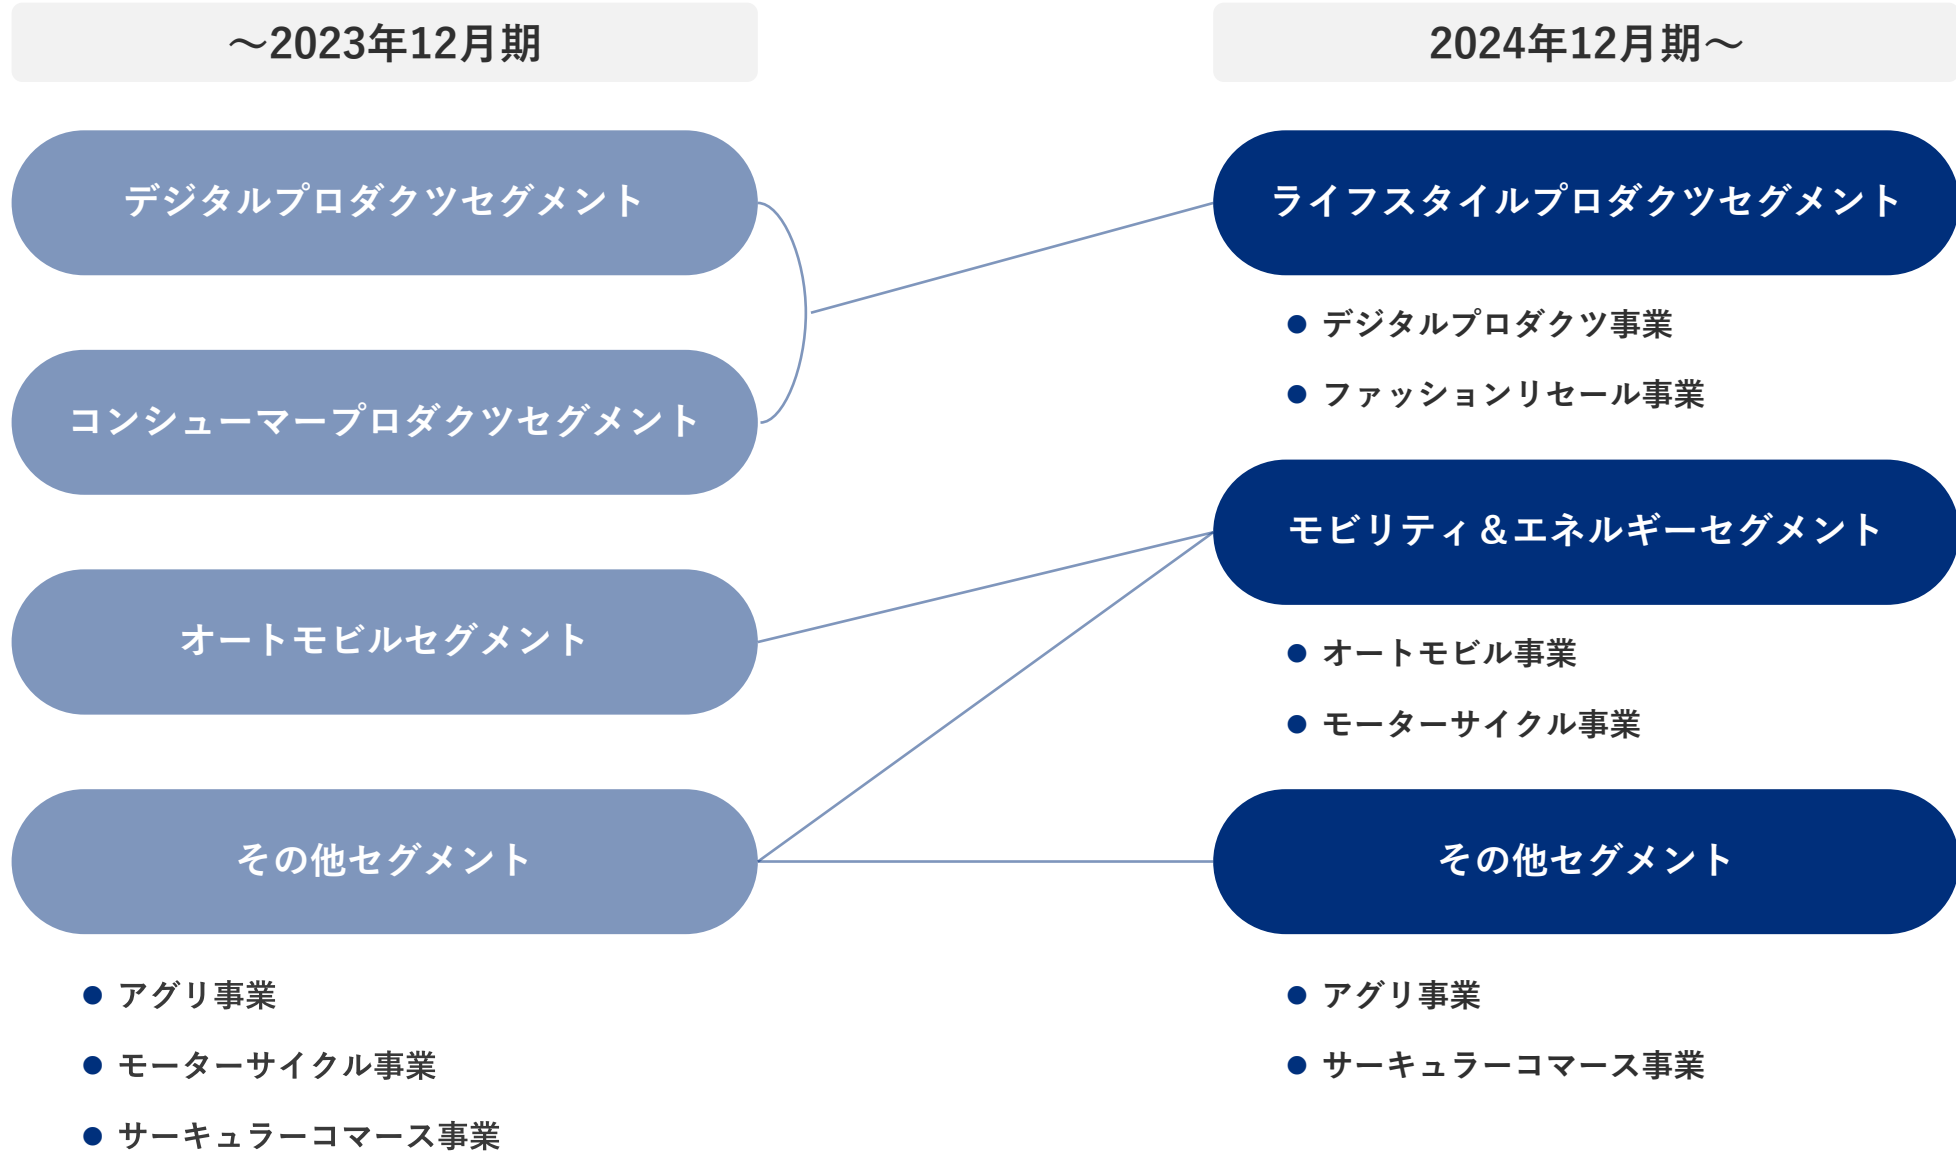 ～2023年12月期
デジタルプロダクツセグメント
コンシューマープロダクツセグメント
オートモビルセグメント
その他セグメント
● アグリ事業
● モーターサイクル事業
● サーキュラーコマース事業
2024年12月期～
ライフスタイルプロダクツセグメント
● デジタルプロダクツ事業
● ファッションリセール事業
モビリティ＆エネルギーセグメント
● オートモビル事業
● モーターサイクル事業
その他セグメント
● アグリ事業
● サーキュラーコマース事業